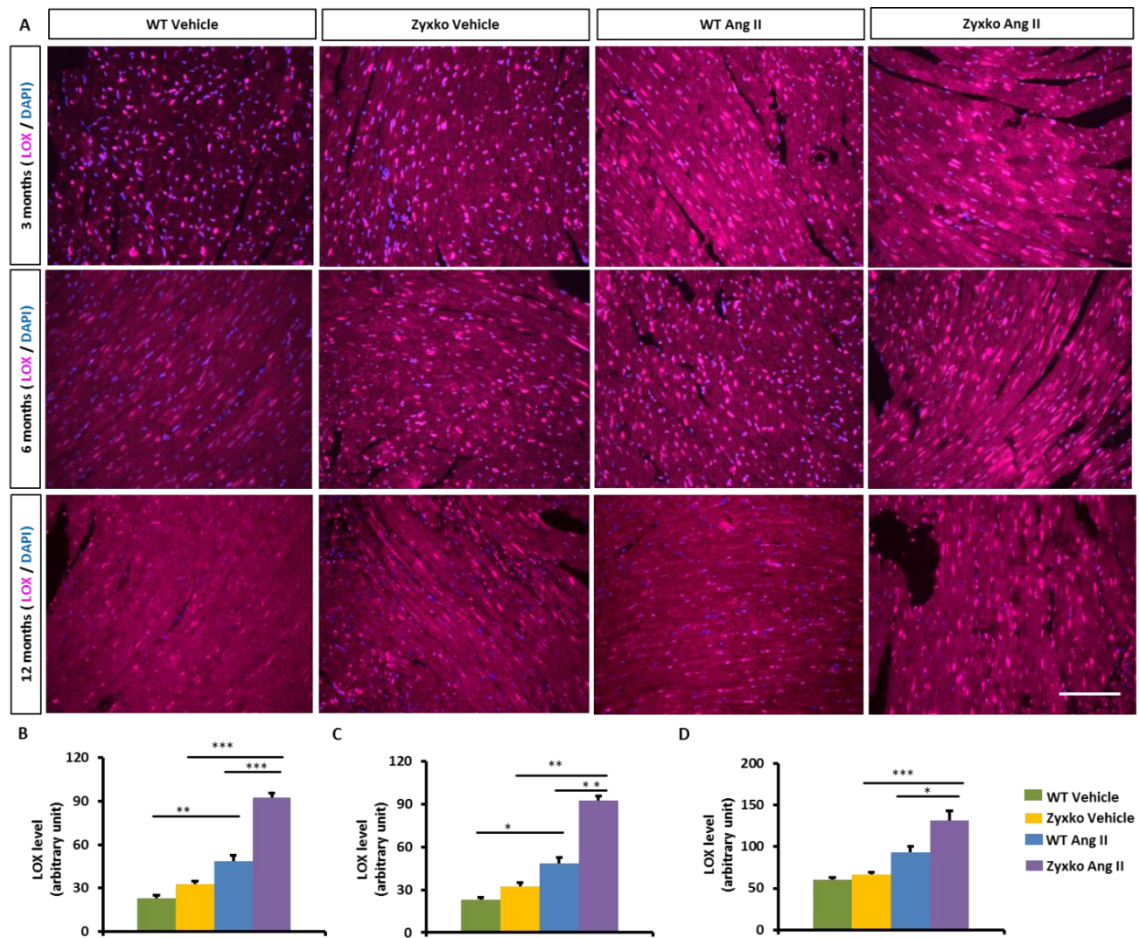 A
WT Vehicle
Zyxko Vehicle
WT Ang II
Zyxko Ang II
3 months ( LOX / DAPI)
6 months ( LOX / DAPI)
12 months ( LOX / DAPI)
B
LOX level
(arbitrary unit)
120
90
60
30
0
**
***
***
C
LOX level
(arbitrary unit)
120
90
60
30
0
*
**
* *
D
LOX level
(arbitrary unit)
200
150
100
50
0
***
*
WT Vehicle
Zyxko Vehicle
WT Ang II
Zyxko Ang II